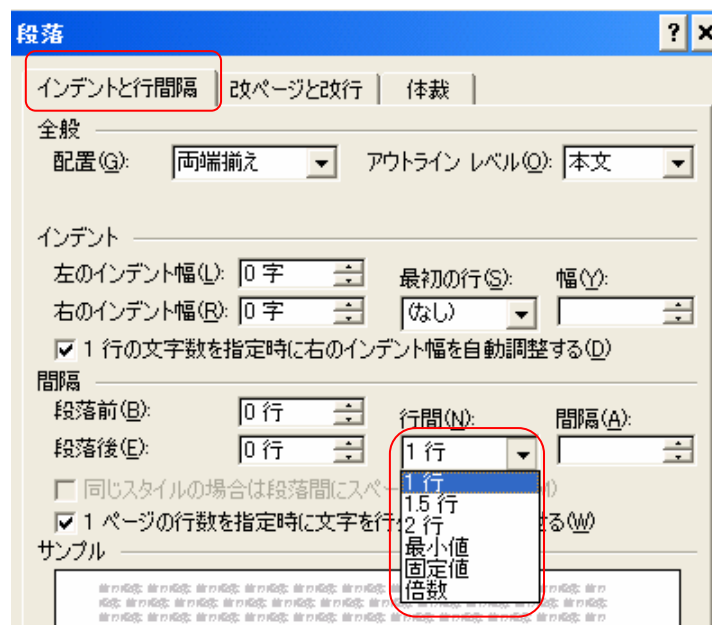 段落
インデントと行間隔 改ページと改行 体裁
全般
配置(G): 両端揃え アウトライン レベル(O): 本文
インデント
左のインデント幅(L): 0 字 最初の行(S): 幅(Y):
右のインデント幅(R): 0 字 (なし)
1 行の文字数を指定時に右のインデント幅を自動調整する(D)
間隔
段落前(B): 0 行 行間(N): 間隔(A):
段落後(E): 0 行 1 行
同じスタイルの場合は段落間にスペ
1 行
1.5 行
1 ページの行数を指定時に文字を行 する(W)
2 行
最小値
固定値
倍数
サンプル